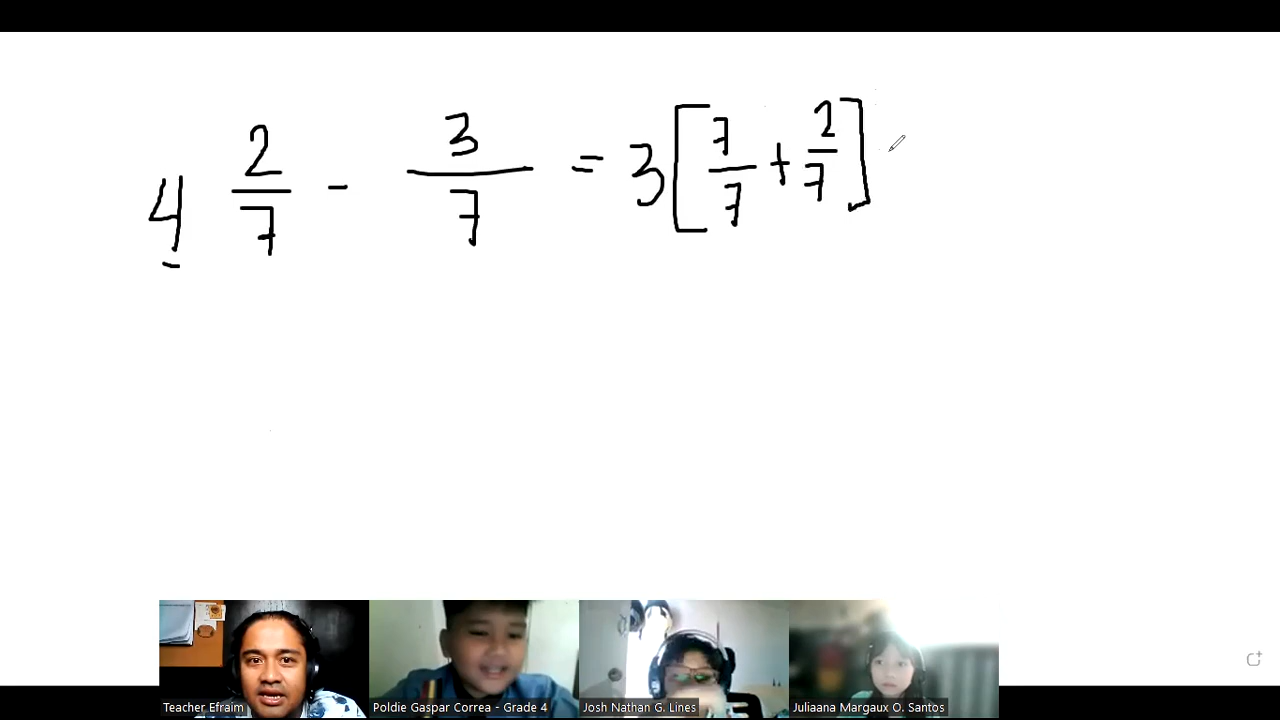 4 2/7 - 3/7 = 3[7/7 + 2/7]
Teacher Efraim
Poldie Gaspar Correa - Grade 4
Josh Nathan G. Lines
Juliaana Margaux O. Santos